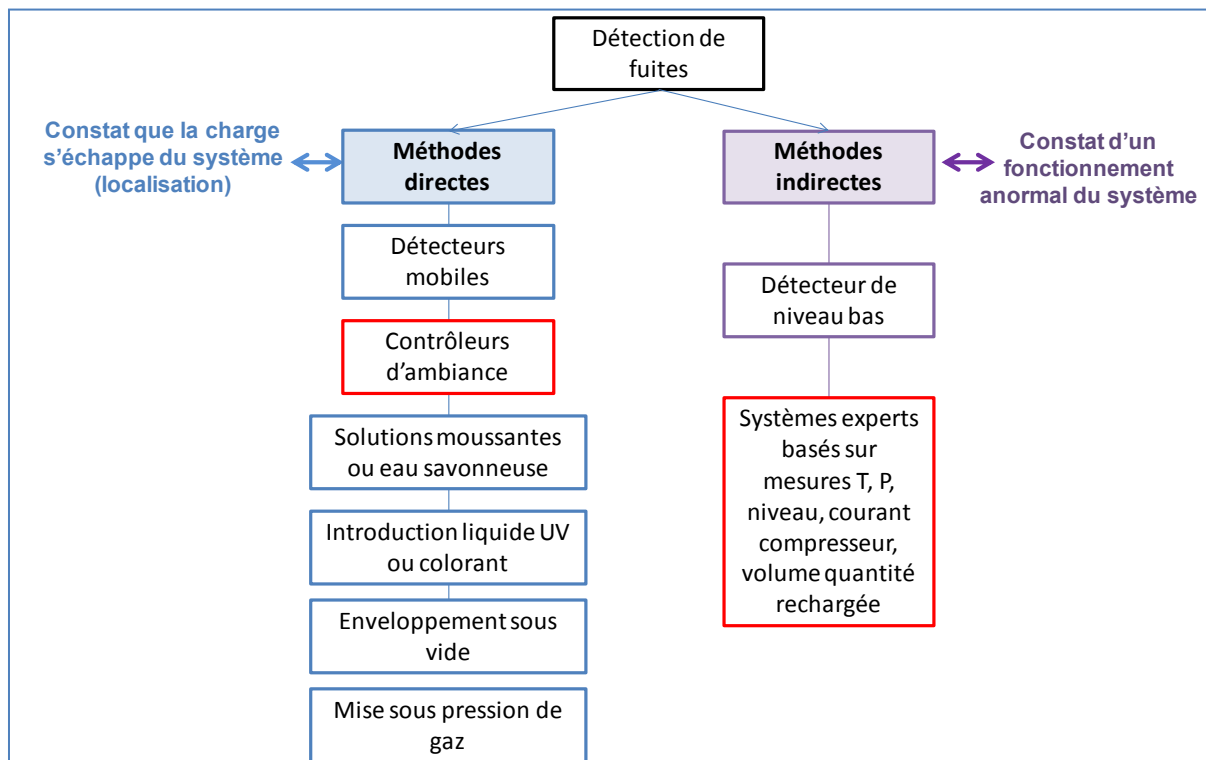 Détection de
fuites
Constat que la charge
s'échappe du système
(localisation)
Méthodes
directes
Méthodes
indirectes
Constat d'un
fonctionnement
anormal du système
Détecteurs
mobiles
Contrôleurs
d'ambiance
Solutions moussantes
ou eau savonneuse
Introduction liquide UV
ou colorant
Enveloppement sous
vide
Mise sous pression de
gaz
Détecteur de
niveau bas
Systèmes experts
basés sur
mesures T, P,
niveau, courant
compresseur,
volume quantité
rechargée